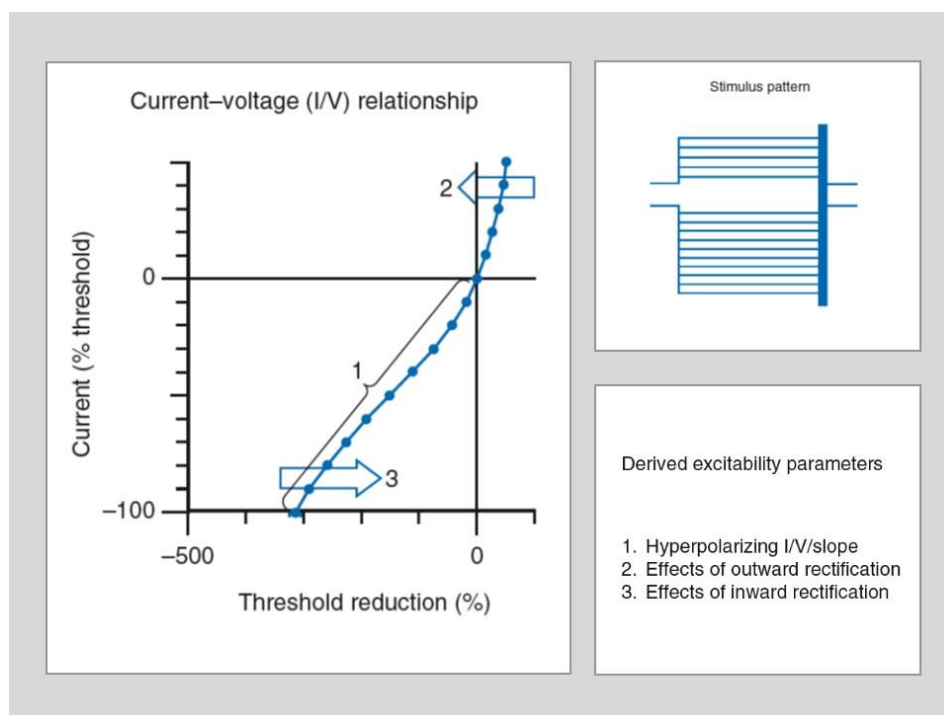 Current–voltage (I/V) relationship
2
0
Current (% threshold)
1
3
–100
–500
0
Threshold reduction (%)
Stimulus pattern
Derived excitability parameters
1. Hyperpolarizing I/V/slope
2. Effects of outward rectification
3. Effects of inward rectification